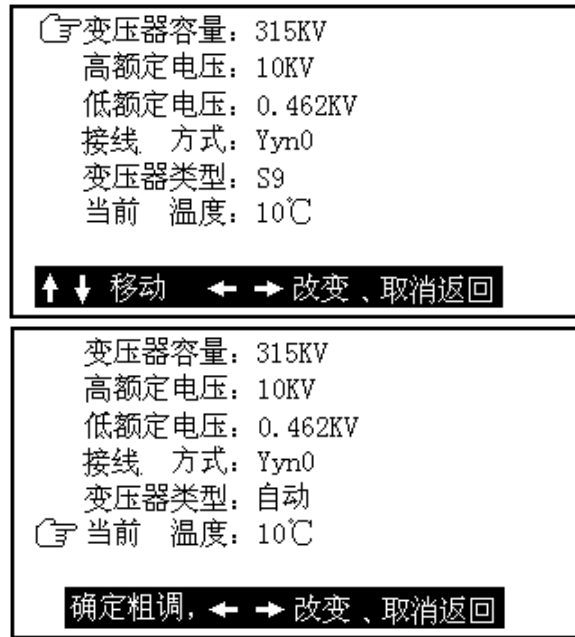 变压器容量：315KV
高额定电压：10KV
低额定电压：0.462KV
接线 方式：Yyn0
变压器类型：S9
当前 温度：10℃
↑ ↓ 移动 ← → 改变、取消返回
变压器容量：315KV
高额定电压：10KV
低额定电压：0.462KV
接线 方式：Yyn0
变压器类型：自动
当前 温度：10℃
确定粗调，← → 改变、取消返回